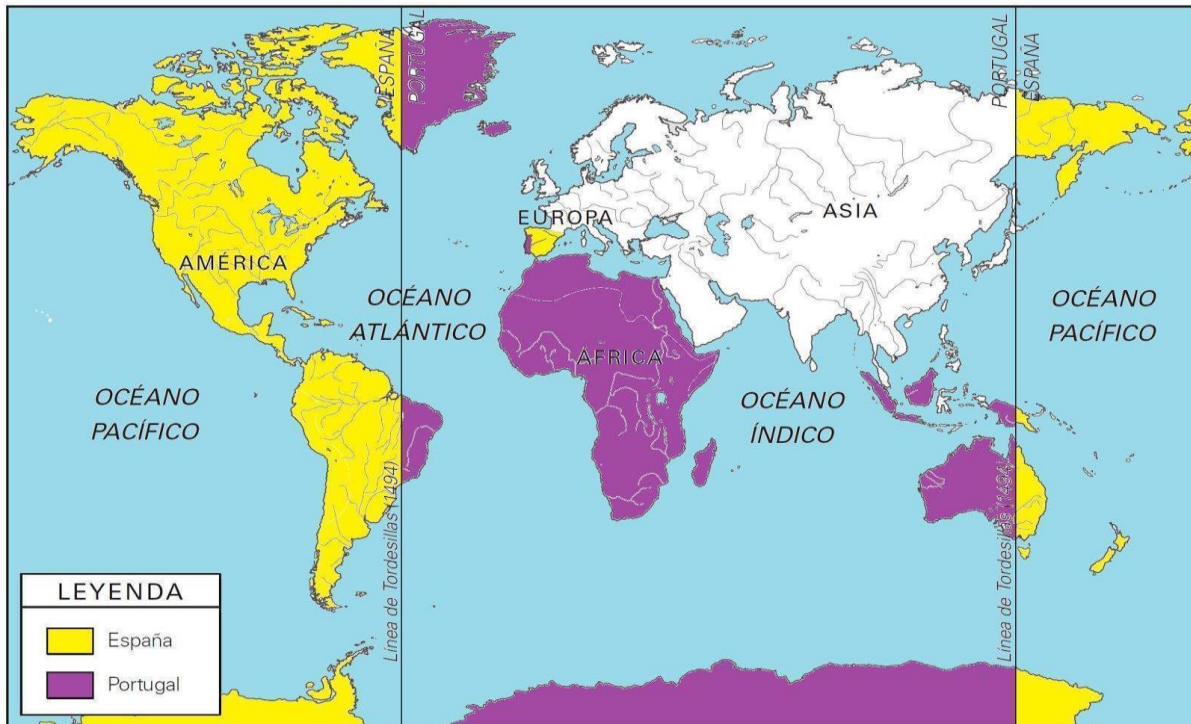 ESPAÑA
PORTUGAL
PORTUGAL
ESPAÑA
EUROPA
ASIA
AMÉRICA
OCÉANO
ATLÁNTICO
OCÉANO
PACÍFICO
ÁFRICA
OCÉANO
PACÍFICO
OCÉANO
ÍNDICO
Línea de Tordesillas (1494)
Línea de Tordesillas (1494)
LEYENDA
España
Portugal